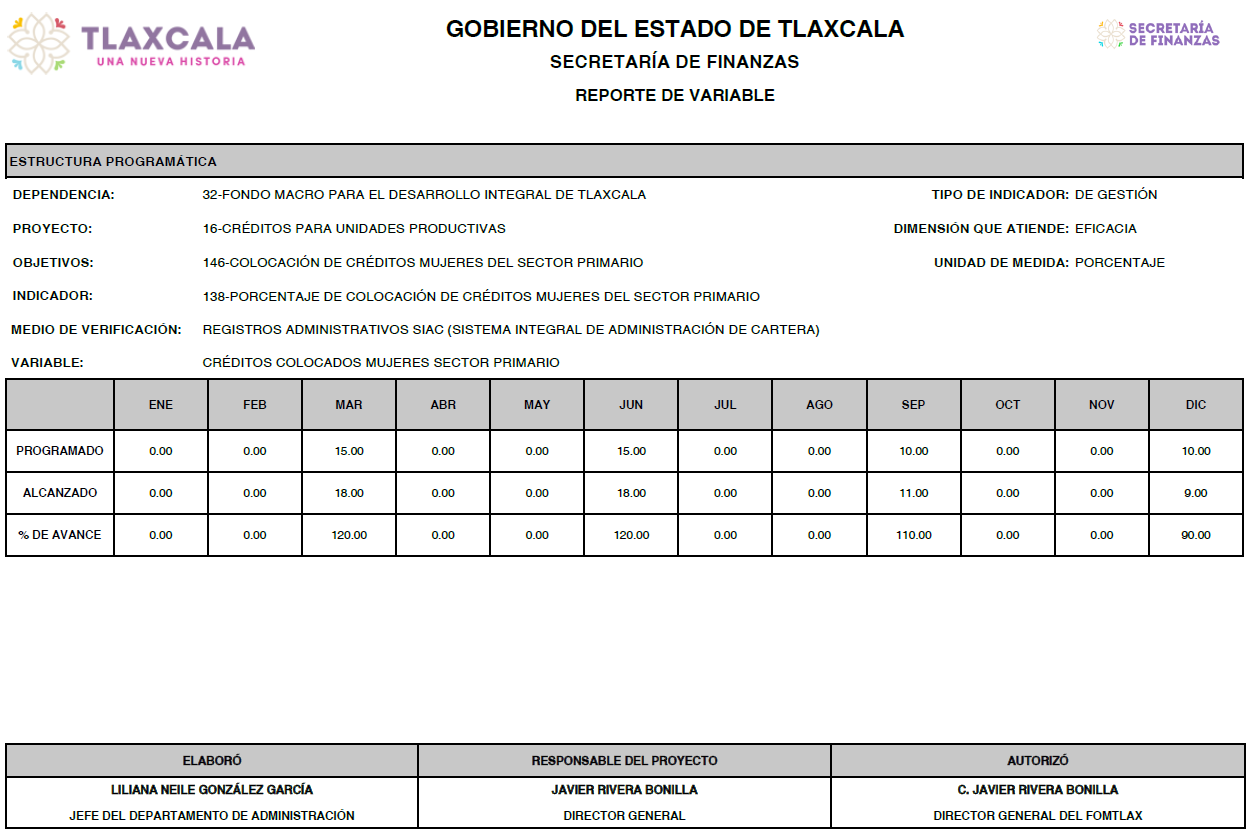 TLAXCALA
UNA NUEVA HISTORIA
GOBIERNO DEL ESTADO DE TLAXCALA
SECRETARÍA DE FINANZAS
REPORTE DE VARIABLE
SECRETARÍA
DE FINANZAS
ESTRUCTURA PROGRAMÁTICA
DEPENDENCIA: 32-FONDO MACRO PARA EL DESARROLLO INTEGRAL DE TLAXCALA TIPO DE INDICADOR: DE GESTIÓN
PROYECTO: 16-CRÉDITOS PARA UNIDADES PRODUCTIVAS DIMENSIÓN QUE ATIENDE: EFICACIA
OBJETIVOS: 146-COLOCACIÓN DE CRÉDITOS MUJERES DEL SECTOR PRIMARIO UNIDAD DE MEDIDA: PORCENTAJE
INDICADOR: 138-PORCENTAJE DE COLOCACIÓN DE CRÉDITOS MUJERES DEL SECTOR PRIMARIO
MEDIO DE VERIFICACIÓN: REGISTROS ADMINISTRATIVOS SIAC (SISTEMA INTEGRAL DE ADMINISTRACIÓN DE CARTERA)
VARIABLE: CRÉDITOS COLOCADOS MUJERES SECTOR PRIMARIO
ENE FEB MAR ABR MAY JUN JUL AGO SEP OCT NOV DIC
PROGRAMADO 0.00 0.00 15.00 0.00 0.00 15.00 0.00 0.00 10.00 0.00 0.00 10.00
ALCANZADO 0.00 0.00 18.00 0.00 0.00 18.00 0.00 0.00 11.00 0.00 0.00 9.00
% DE AVANCE 0.00 0.00 120.00 0.00 0.00 120.00 0.00 0.00 110.00 0.00 0.00 90.00
ELABORÓ RESPONSABLE DEL PROYECTO AUTORIZÓ
LILIANA NEILE GONZÁLEZ GARCÍA JAVIER RIVERA BONILLA C. JAVIER RIVERA BONILLA
JEFE DEL DEPARTAMENTO DE ADMINISTRACIÓN DIRECTOR GENERAL DIRECTOR GENERAL DEL FOMTLAX